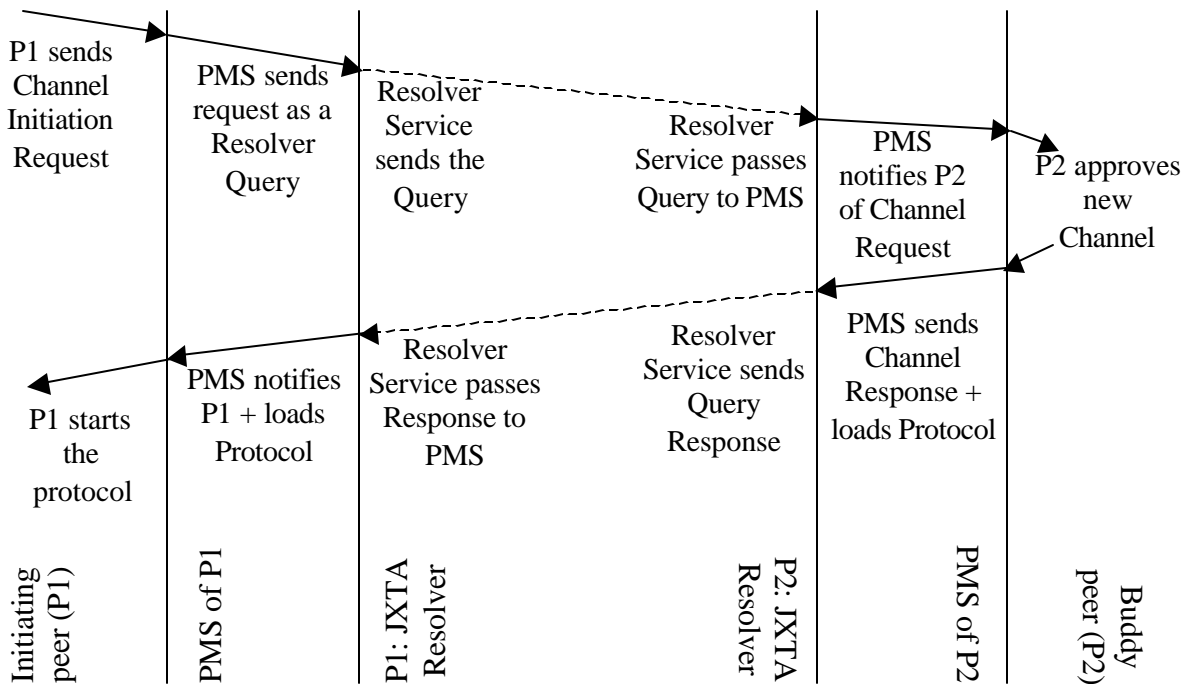 P1 sends
Channel
Initiation
Request
PMS sends
request as a
Resolver
Query
Resolver
Service
sends the
Query
Resolver
Service passes
Query to PMS
PMS
notifies P2
of Channel
Request
P2 approves
new
Channel
P1 starts
the
protocol
PMS notifies
P1 + loads
Protocol
Resolver
Service passes
Response to
PMS
Resolver
Service sends
Query
Response
PMS sends
Channel
Response +
loads Protocol
Initiating
peer (P1)
PMS of P1
P1: JXTA
Resolver
P2: JXTA
Resolver
PMS of P2
Buddy
peer (P2)